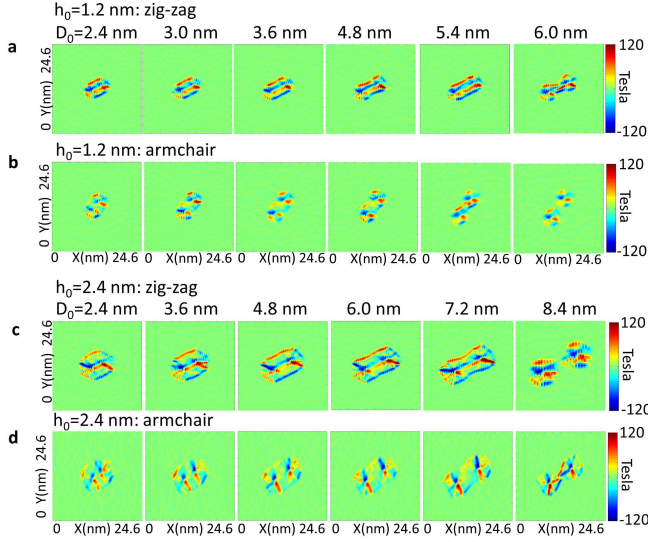 h₀=1.2 nm: zig-zag
D₀=2.4 nm 3.0 nm 3.6 nm 4.8 nm 5.4 nm 6.0 nm
a
0 Y(nm) 24.6
120
Tesla
-120
b
h₀=1.2 nm: armchair
0 Y(nm) 24.6
120
Tesla
-120
0 X(nm) 24.6 0 X(nm) 24.6 0 X(nm) 24.6 0 X(nm) 24.6 0 X(nm) 24.6 0 X(nm) 24.6
h₀=2.4 nm: zig-zag
D₀=2.4 nm 3.6 nm 4.8 nm 6.0 nm 7.2 nm 8.4 nm
c
0 Y(nm) 24.6
120
Tesla
-120
h₀=2.4 nm: armchair
d
0 Y(nm) 24.6
120
Tesla
-120
0 X(nm) 24.6 0 X(nm) 24.6 0 X(nm) 24.6 0 X(nm) 24.6 0 X(nm) 24.6 0 X(nm) 24.6